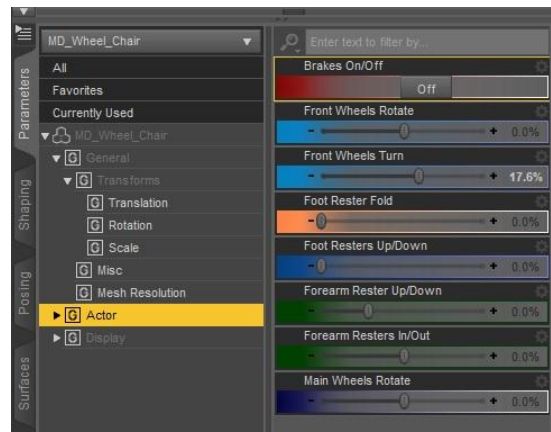 MD_Wheel_Chair
All
Favorites
Currently Used
MD_Wheel_Chair
G General
G Transforms
G Translation
G Rotation
G Scale
G Misc
G Mesh Resolution
G Actor
G Display
Parameters
Shaping
Posing
Surfaces
Enter text to filter by...
Brakes On/Off
Off
Front Wheels Rotate
- + 0.0%
Front Wheels Turn
- + 17.6%
Foot Rester Fold
- + 0.0%
Foot Resters Up/Down
- + 0.0%
Forearm Rester Up/Down
- + 0.0%
Forearm Resters In/Out
- + 0.0%
Main Wheels Rotate
- + 0.0%